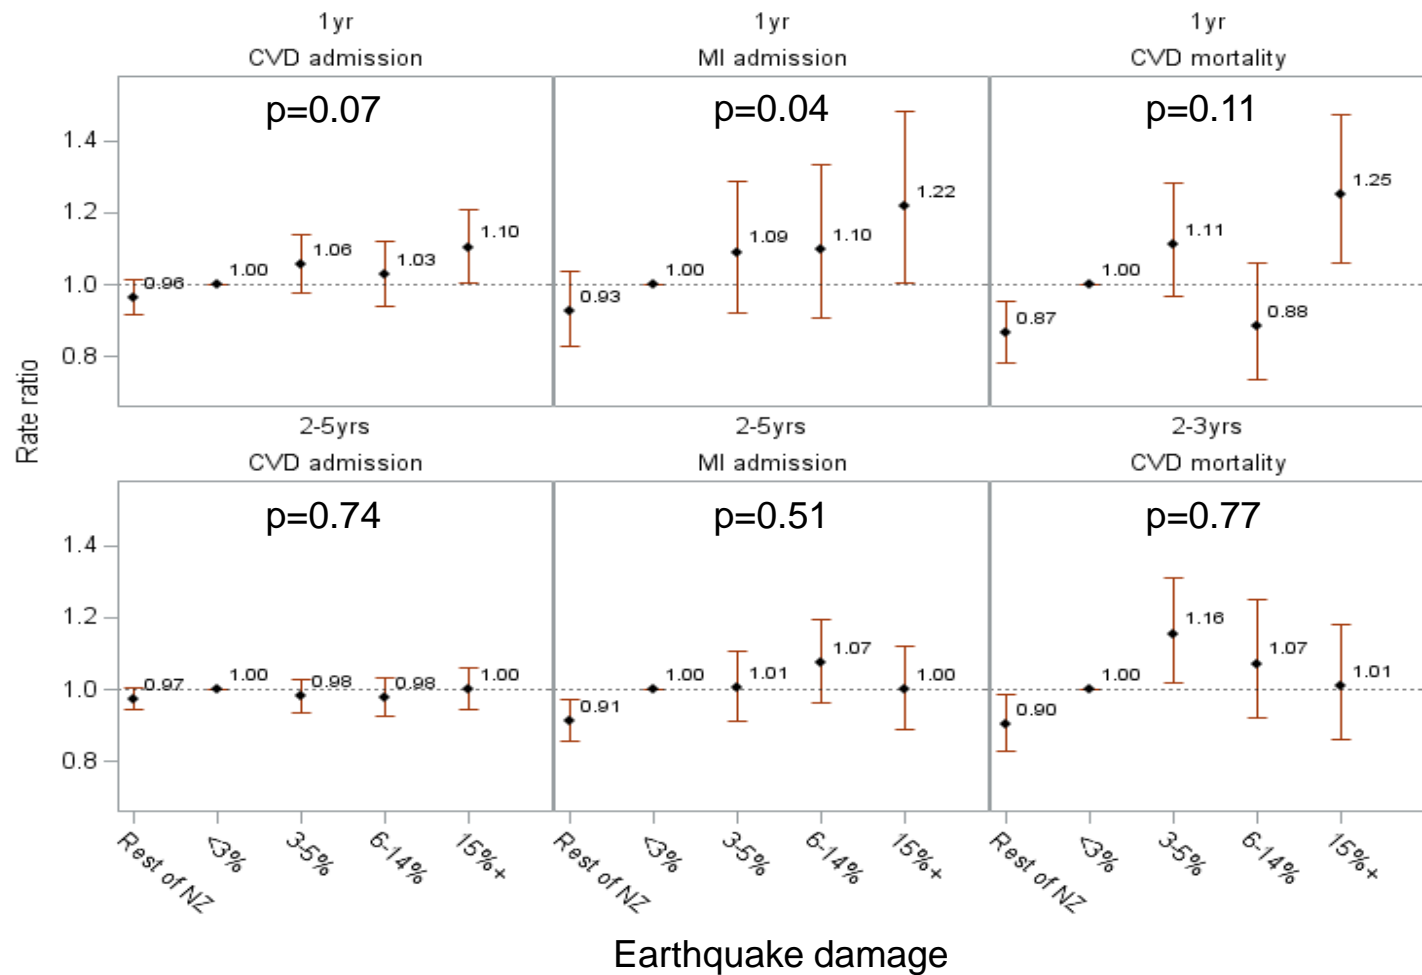 1yr
CVD admission
1yr
MI admission
1yr
CVD mortality
p=0.07
p=0.04
p=0.11
1.4
1.2
1.0
0.8
0.96
1.00
1.06
1.03
1.10
0.93
1.00
1.09
1.10
1.22
0.87
1.00
1.11
0.88
1.25
Rate ratio
2-5yrs
CVD admission
2-5yrs
MI admission
2-3yrs
CVD mortality
p=0.74
p=0.51
p=0.77
1.4
1.2
1.0
0.8
0.97
1.00
0.98
0.98
1.00
0.91
1.00
1.01
1.07
1.00
0.90
1.00
1.16
1.07
1.01
Rest of NZ
<3%
3-5%
6-14%
15%+
Rest of NZ
<3%
3-5%
6-14%
15%+
Rest of NZ
<3%
3-5%
6-14%
15%+
Earthquake damage